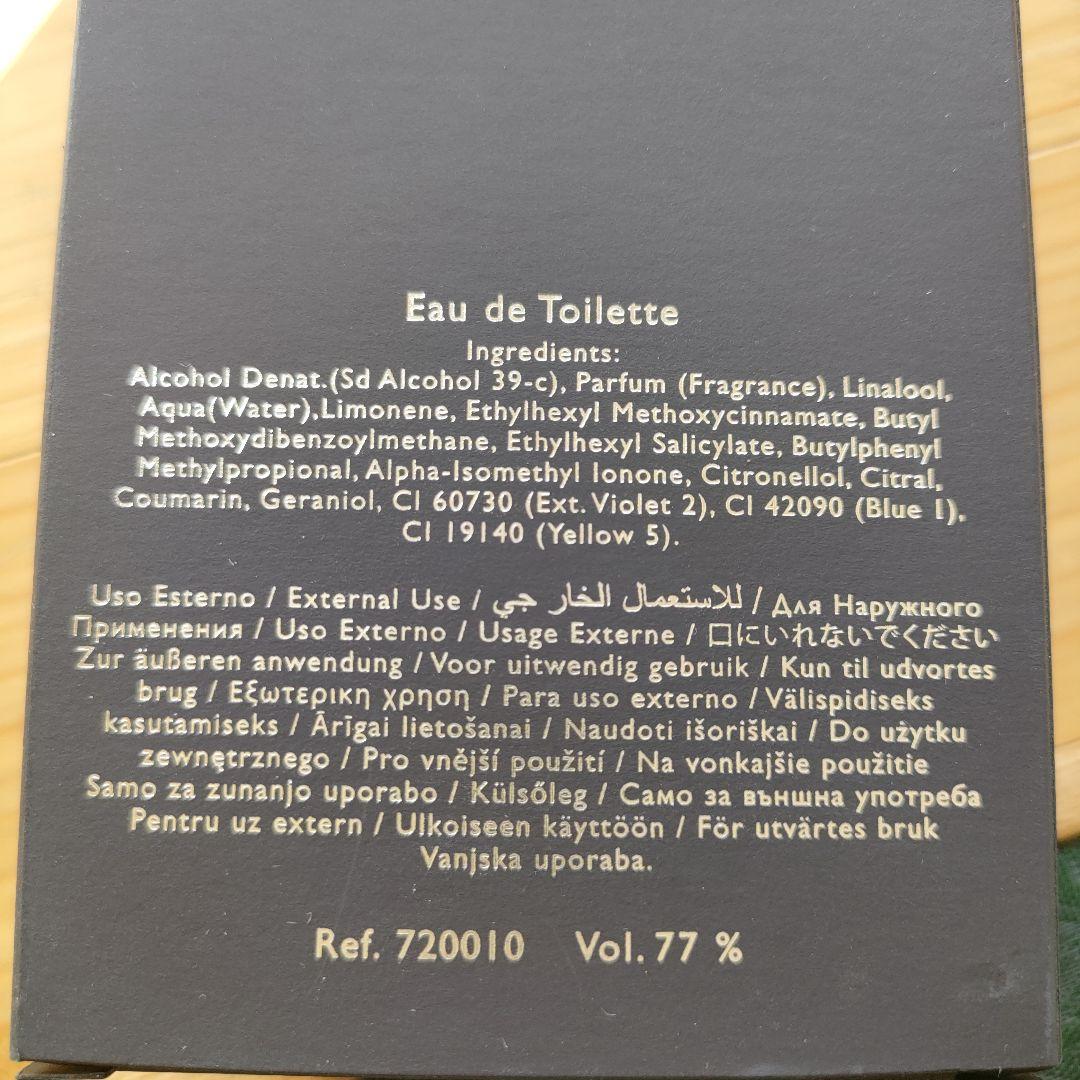 Eau de Toilette
Ingredients:
Alcohol Denat.(Sd Alcohol 39-c), Parfum (Fragrance), Linalool,
Aqua(Water),Limonene, Ethylhexyl Methoxycinnamate, Butyl
Methoxydibenzoylmethane, Ethylhexyl Salicylate, Butylphenyl
Methylpropional, Alpha-Isomethyl Ionone, Citronellol, Citral,
Coumarin, Geraniol, CI 60730 (Ext. Violet 2), CI 42090 (Blue 1),
CI 19140 (Yellow 5).
Uso Esterno / External Use / للاستعمال الخار جي / Для Наружного
Применения / Uso Externo / Usage Externe / 口にいれないでください
Zur äußeren anwendung / Voor uitwendig gebruik / Kun til udvortes
brug / Εξωτερικη χρηση / Para uso externo / Välispidiseks
kasutamiseks / Ārīgai lietošanai / Naudoti išoriškai / Do użytku
zewnętrznego / Pro vnější použití / Na vonkajšie použitie
Samo za zunanjo uporabo / Külsőleg / Само за външна употреба
Pentru uz extern / Ulkoiseen käyttöön / För utvärtes bruk
Vanjska uporaba.
Ref. 720010 Vol. 77 %